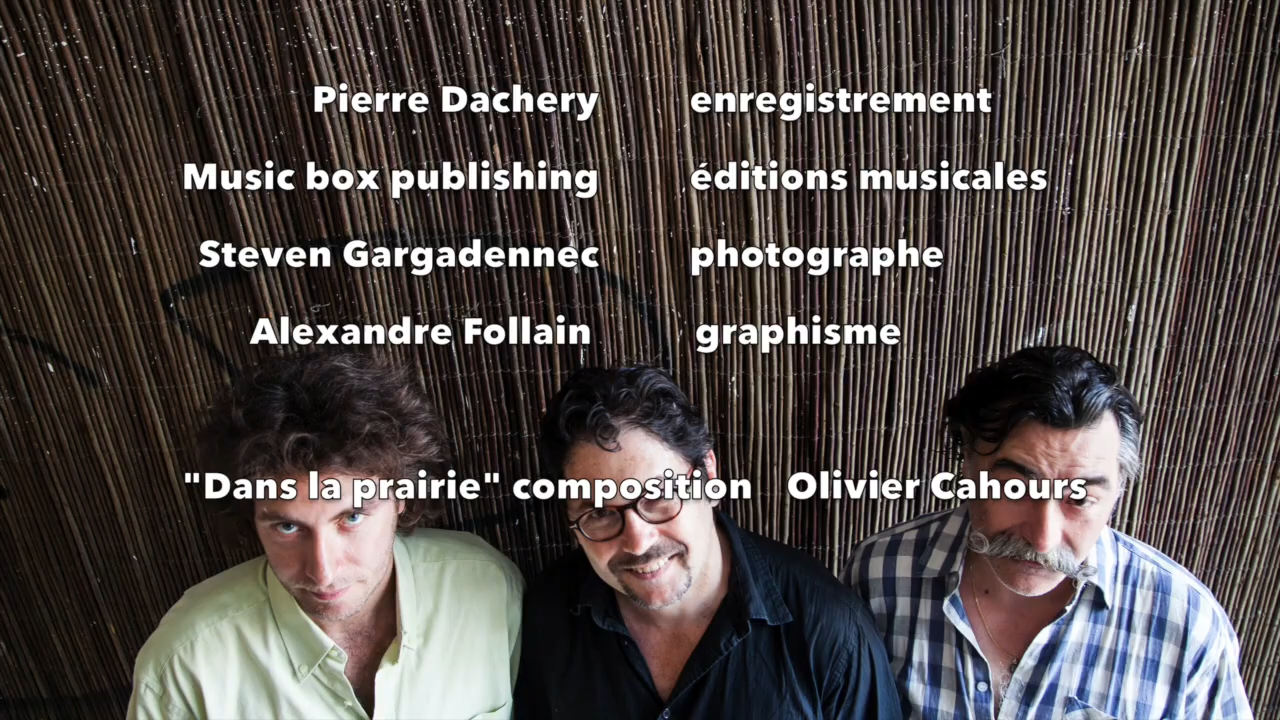 Pierre Dachery enregistrement
Music box publishing éditions musicales
Steven Gargadennec photographe
Alexandre Follain graphisme
"Dans la prairie" composition Olivier Cahours